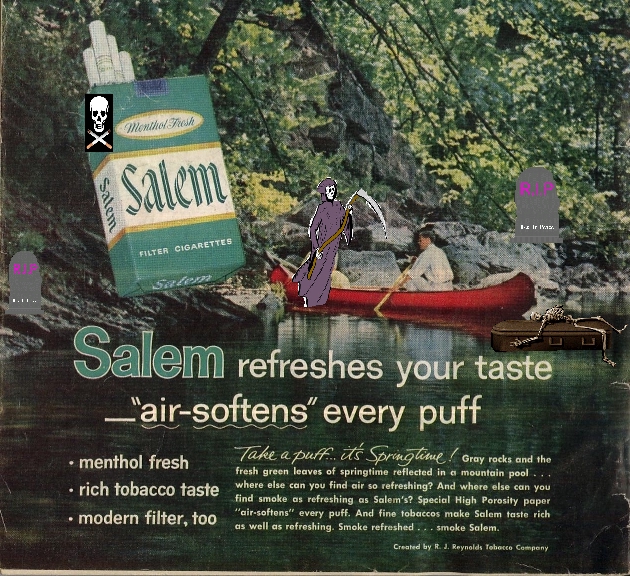 Menthol-Fresh
Salem
Salem
FILTER CIGARETTES
Salem
R.I.P
R.I.P
Salem refreshes your taste
—"air-softens" every puff
• menthol fresh
• rich tobacco taste
• modern filter, too
Take a puff... it's Springtime! Gray rocks and the
fresh green leaves of springtime reflected in a mountain pool . . .
where else can you find air so refreshing? And where else can you
find smoke as refreshing as Salem's? Special High Porosity paper
"air-softens" every puff. And fine tobaccos make Salem taste rich
as well as refreshing. Smoke refreshed . . . smoke Salem.
Created by R. J. Reynolds Tobacco Company